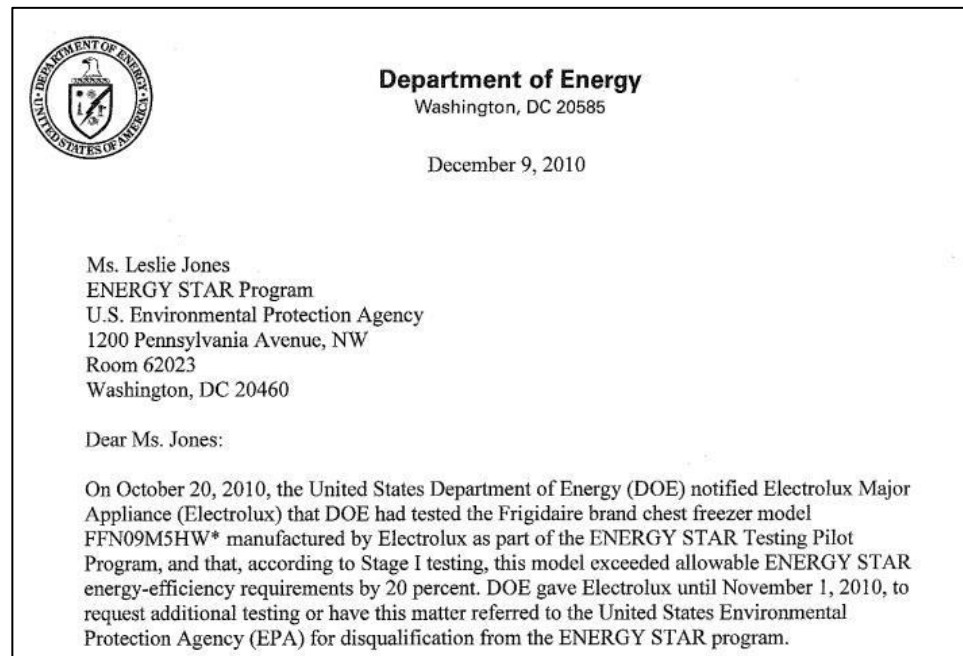 DEPARTMENT OF ENERGY
UNITED STATES OF AMERICA
Department of Energy
Washington, DC 20585
December 9, 2010
Ms. Leslie Jones
ENERGY STAR Program
U.S. Environmental Protection Agency
1200 Pennsylvania Avenue, NW
Room 62023
Washington, DC 20460
Dear Ms. Jones:
On October 20, 2010, the United States Department of Energy (DOE) notified Electrolux Major
Appliance (Electrolux) that DOE had tested the Frigidaire brand chest freezer model
FFN09M5HW* manufactured by Electrolux as part of the ENERGY STAR Testing Pilot
Program, and that, according to Stage I testing, this model exceeded allowable ENERGY STAR
energy-efficiency requirements by 20 percent. DOE gave Electrolux until November 1, 2010, to
request additional testing or have this matter referred to the United States Environmental
Protection Agency (EPA) for disqualification from the ENERGY STAR program.